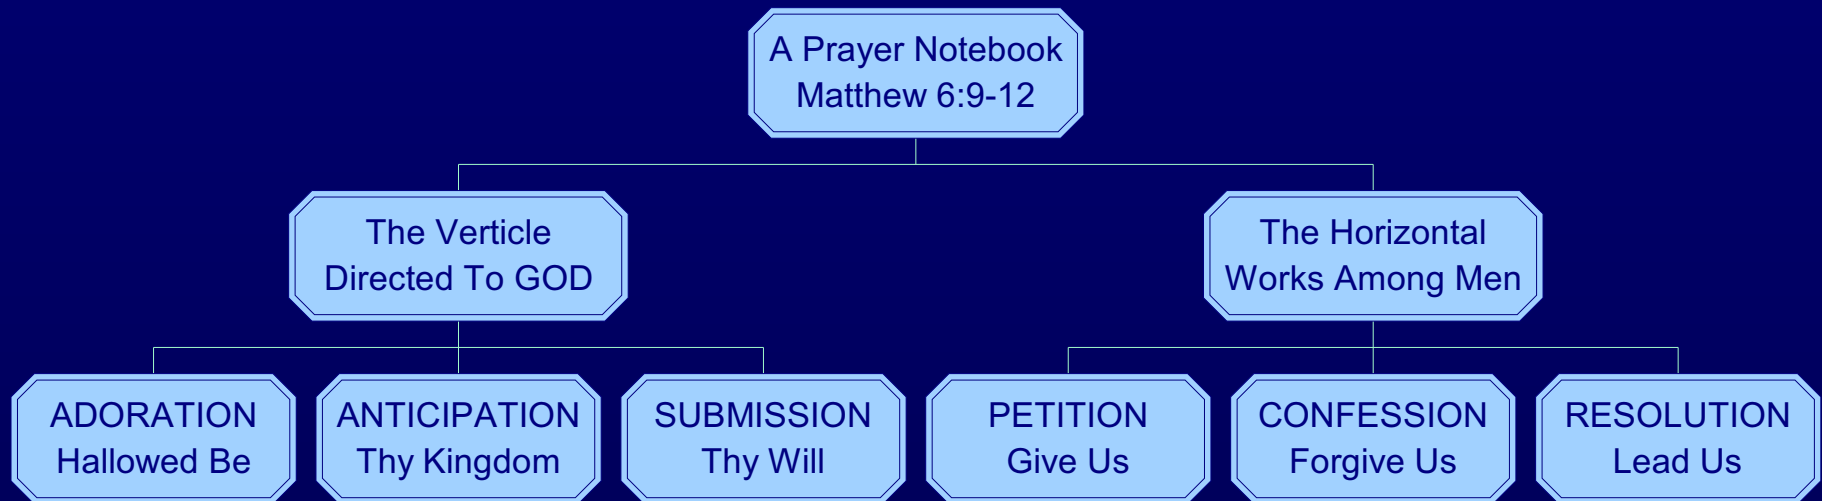 A Prayer Notebook
Matthew 6:9-12
The Verticle
Directed To GOD
The Horizontal
Works Among Men
ADORATION
Hallowed Be
ANTICIPATION
Thy Kingdom
SUBMISSION
Thy Will
PETITION
Give Us
CONFESSION
Forgive Us
RESOLUTION
Lead Us